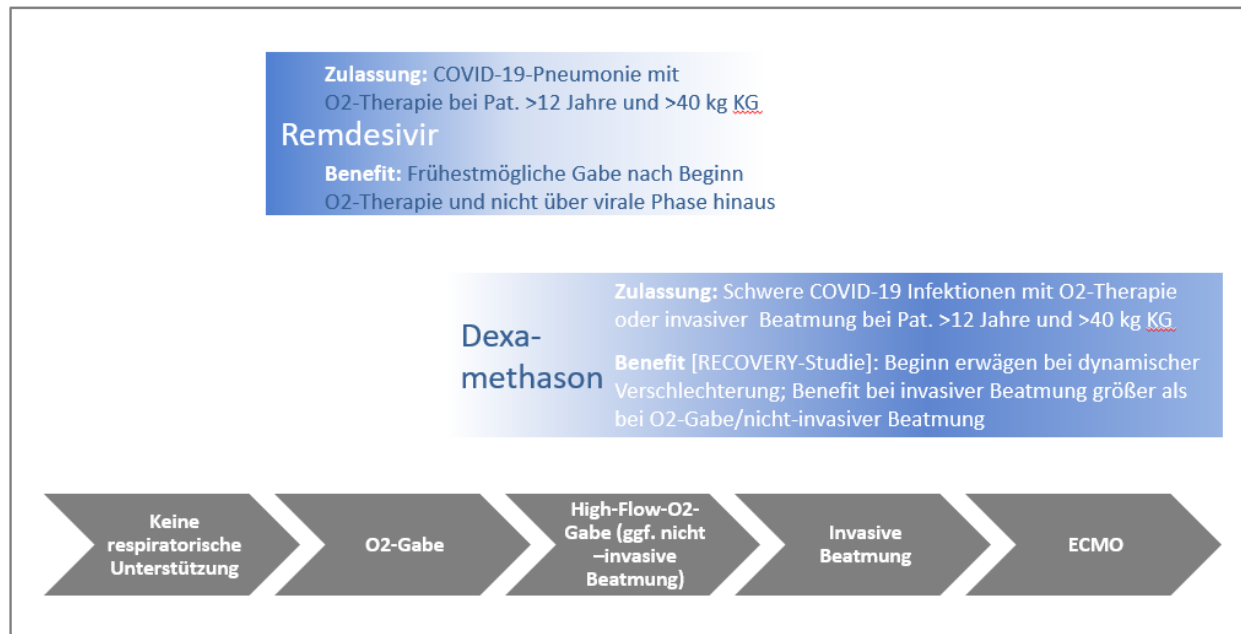 Zulassung: COVID-19-Pneumonie mit
O2-Therapie bei Pat. >12 Jahre und >40 kg KG
Remdesivir
Benefit: Frühestmögliche Gabe nach Beginn
O2-Therapie und nicht über virale Phase hinaus
Zulassung: Schwere COVID-19 Infektionen mit O2-Therapie
oder invasiver Beatmung bei Pat. >12 Jahre und >40 kg KG
Dexa-
methason
Benefit [RECOVERY-Studie]: Beginn erwägen bei dynamischer
Verschlechterung; Benefit bei invasiver Beatmung größer als
bei O2-Gabe/nicht-invasiver Beatmung
Keine
respiratorische
Unterstützung
O2-Gabe
High-Flow-O2-
Gabe (ggf. nicht
–invasive
Beatmung)
Invasive
Beatmung
ECMO